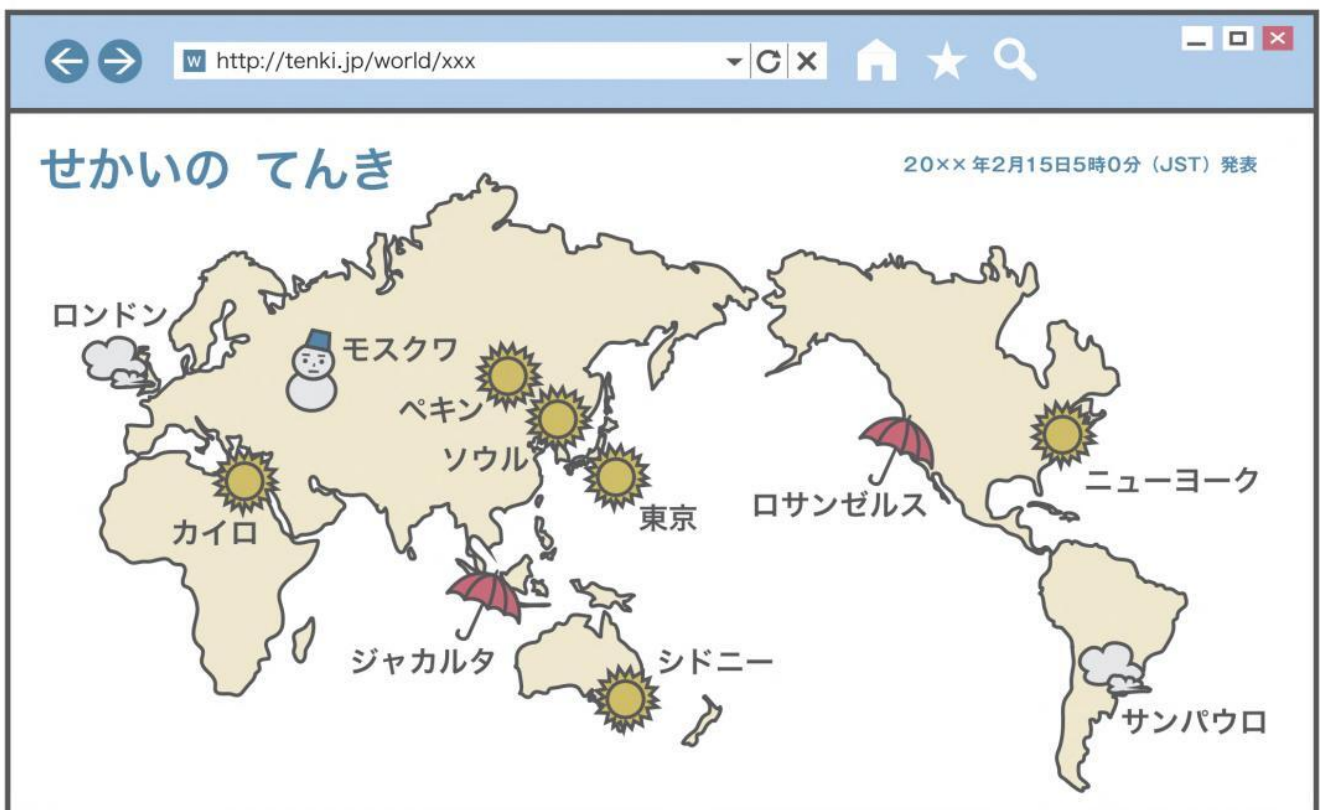 W http://tenki.jp/world/xxx
せかいの てんき
20××年2月15日5時0分（JST）発表
ロンドン
モスクワ
ペキン
ソウル
カイロ
東京
ロサンゼルス
ニューヨーク
ジャカルタ
シドニー
サンパウロ